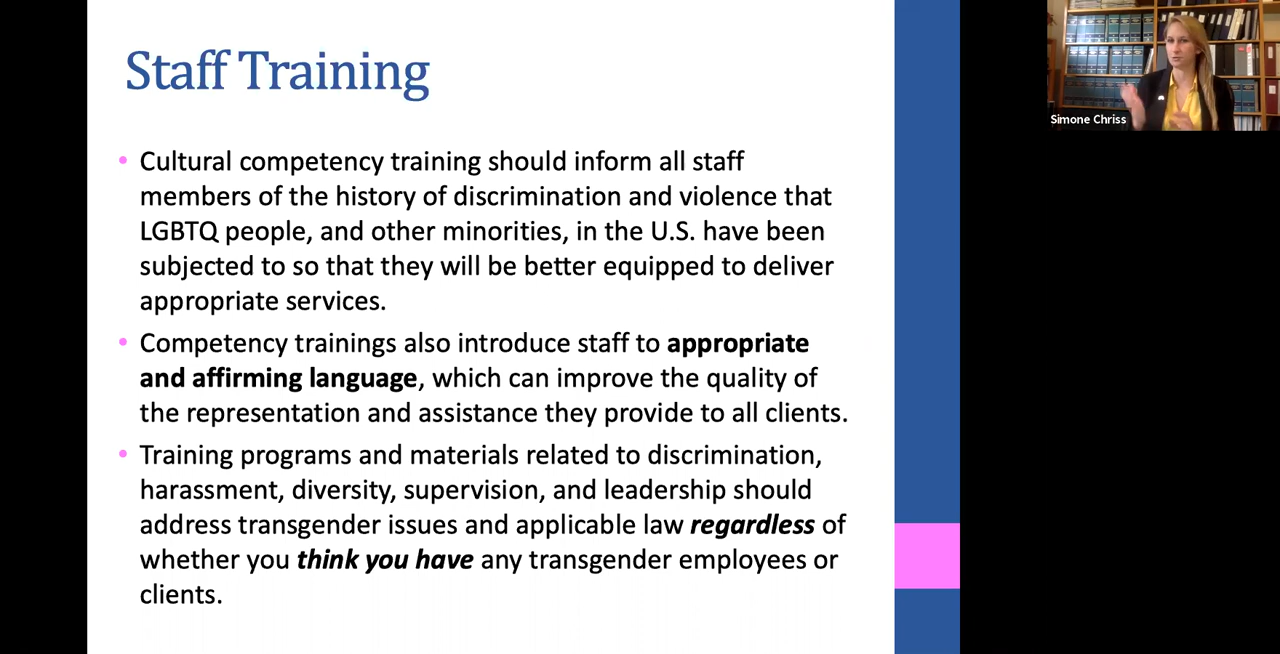 Staff Training
• Cultural competency training should inform all staff
members of the history of discrimination and violence that
LGBTQ people, and other minorities, in the U.S. have been
subjected to so that they will be better equipped to deliver
appropriate services.
• Competency trainings also introduce staff to appropriate
and affirming language, which can improve the quality of
the representation and assistance they provide to all clients.
• Training programs and materials related to discrimination,
harassment, diversity, supervision, and leadership should
address transgender issues and applicable law regardless of
whether you think you have any transgender employees or
clients.
Simone Chriss